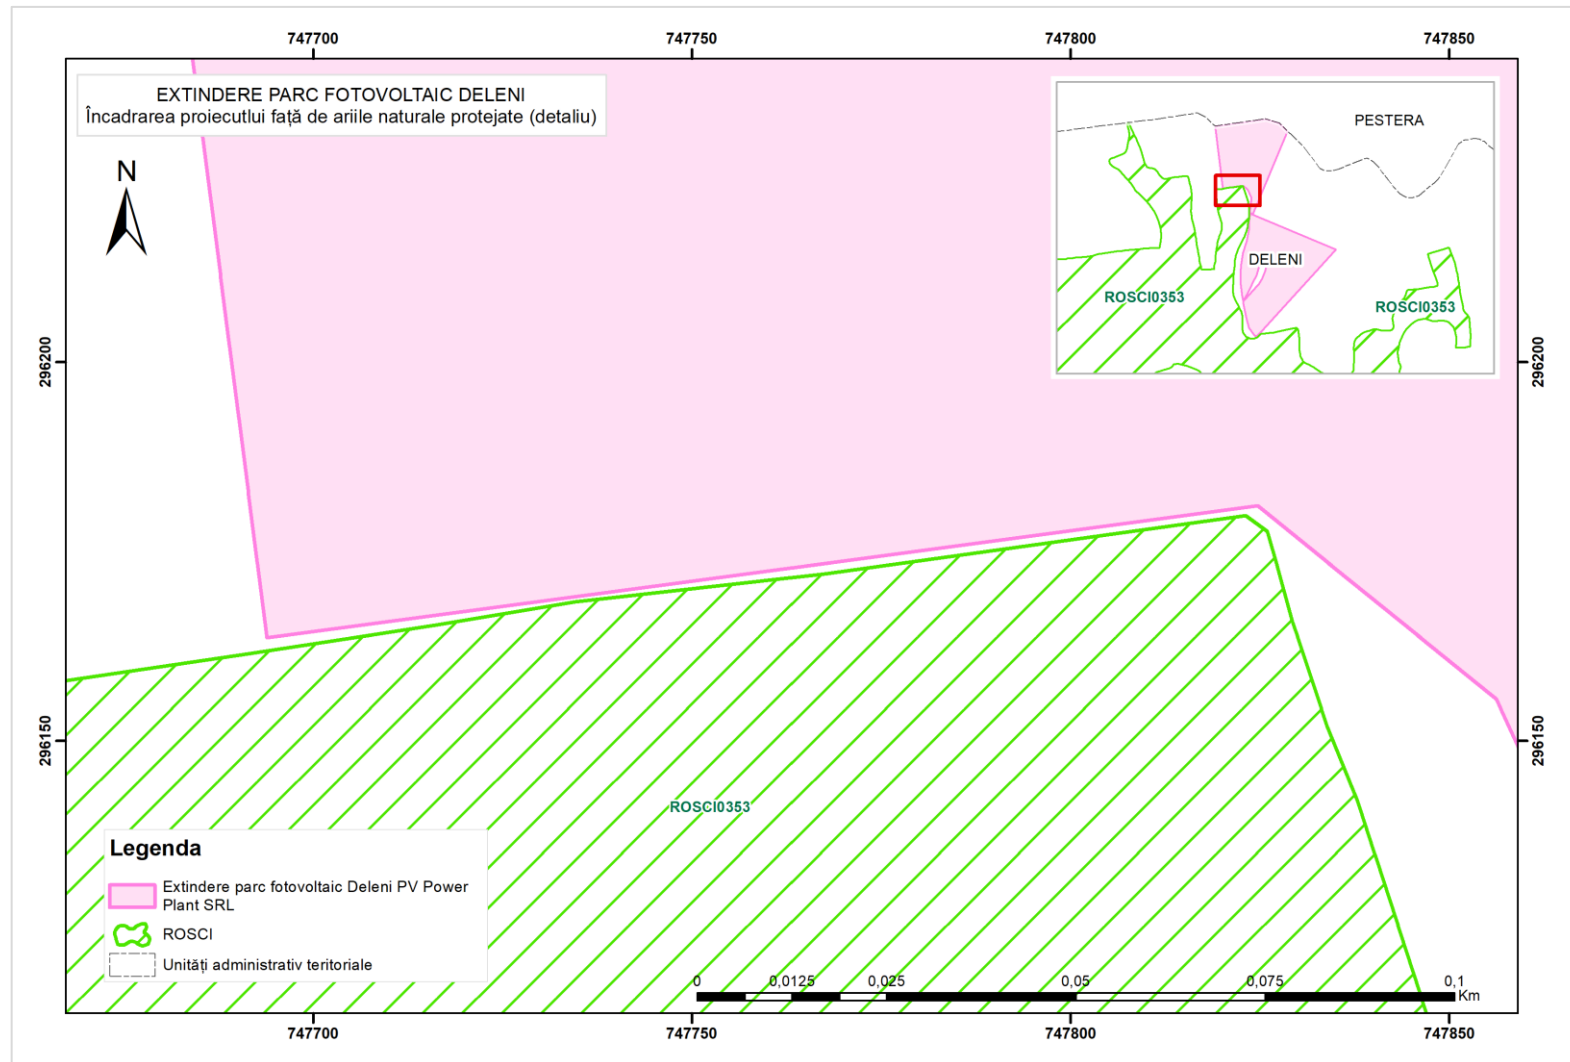 747700 747750 747800 747850
EXTINDERE PARC FOTOVOLTAIC DELENI
Încadrarea proiecutlui față de ariile naturale protejate (detaliu)
N
PESTERA
DELENI
ROSCI0353
ROSCI0353
296200
296200
296150
296150
ROSCI0353
Legenda
Extindere parc fotovoltaic Deleni PV Power
Plant SRL
ROSCI
Unități administrativ teritoriale
0 0,0125 0,025 0,05 0,075 0,1
Km
747700 747750 747800 747850